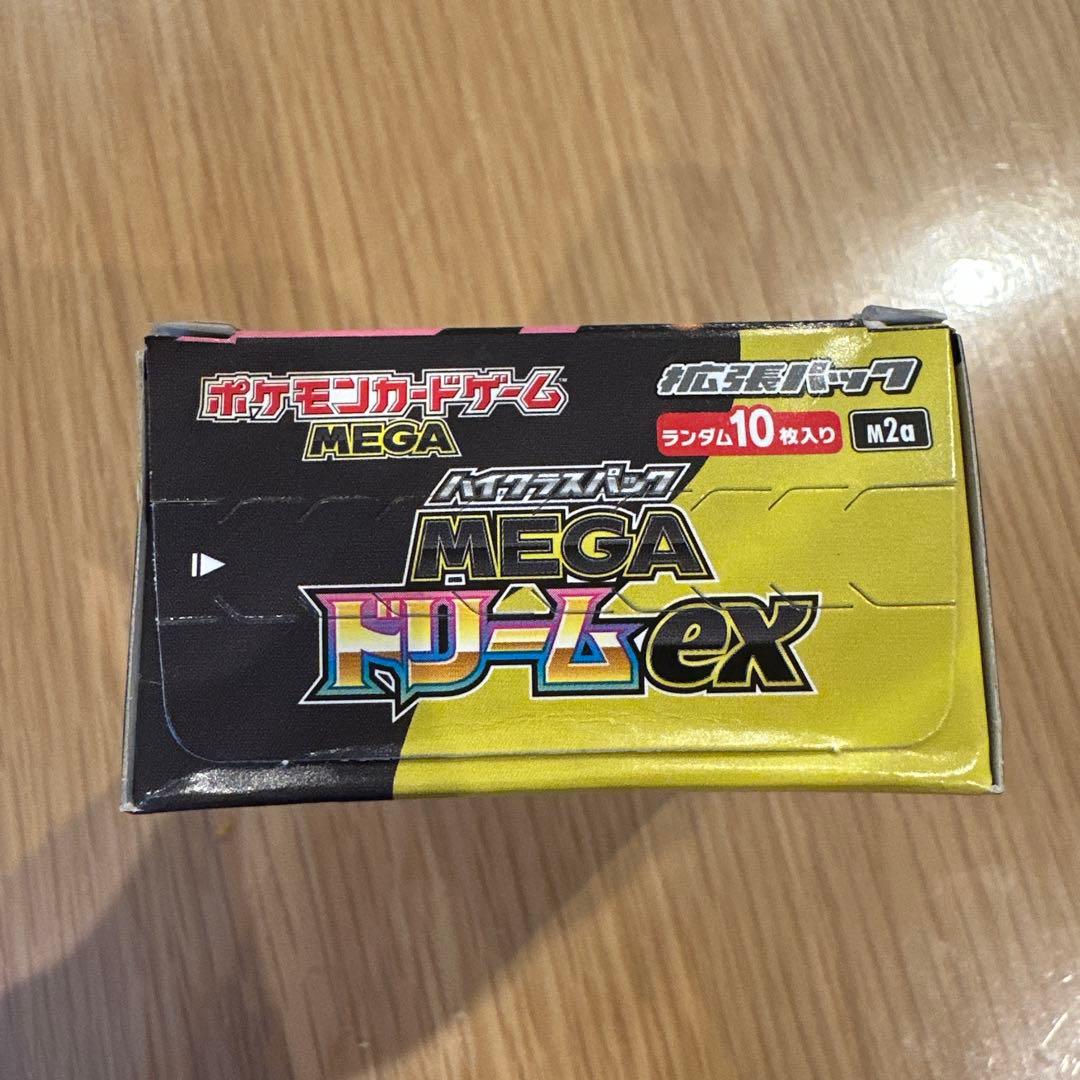 ポケモンカードゲーム™
MEGA
拡張パック
ランダム10枚入り
M2a
ハイクラスパック
MEGA
ドリームex